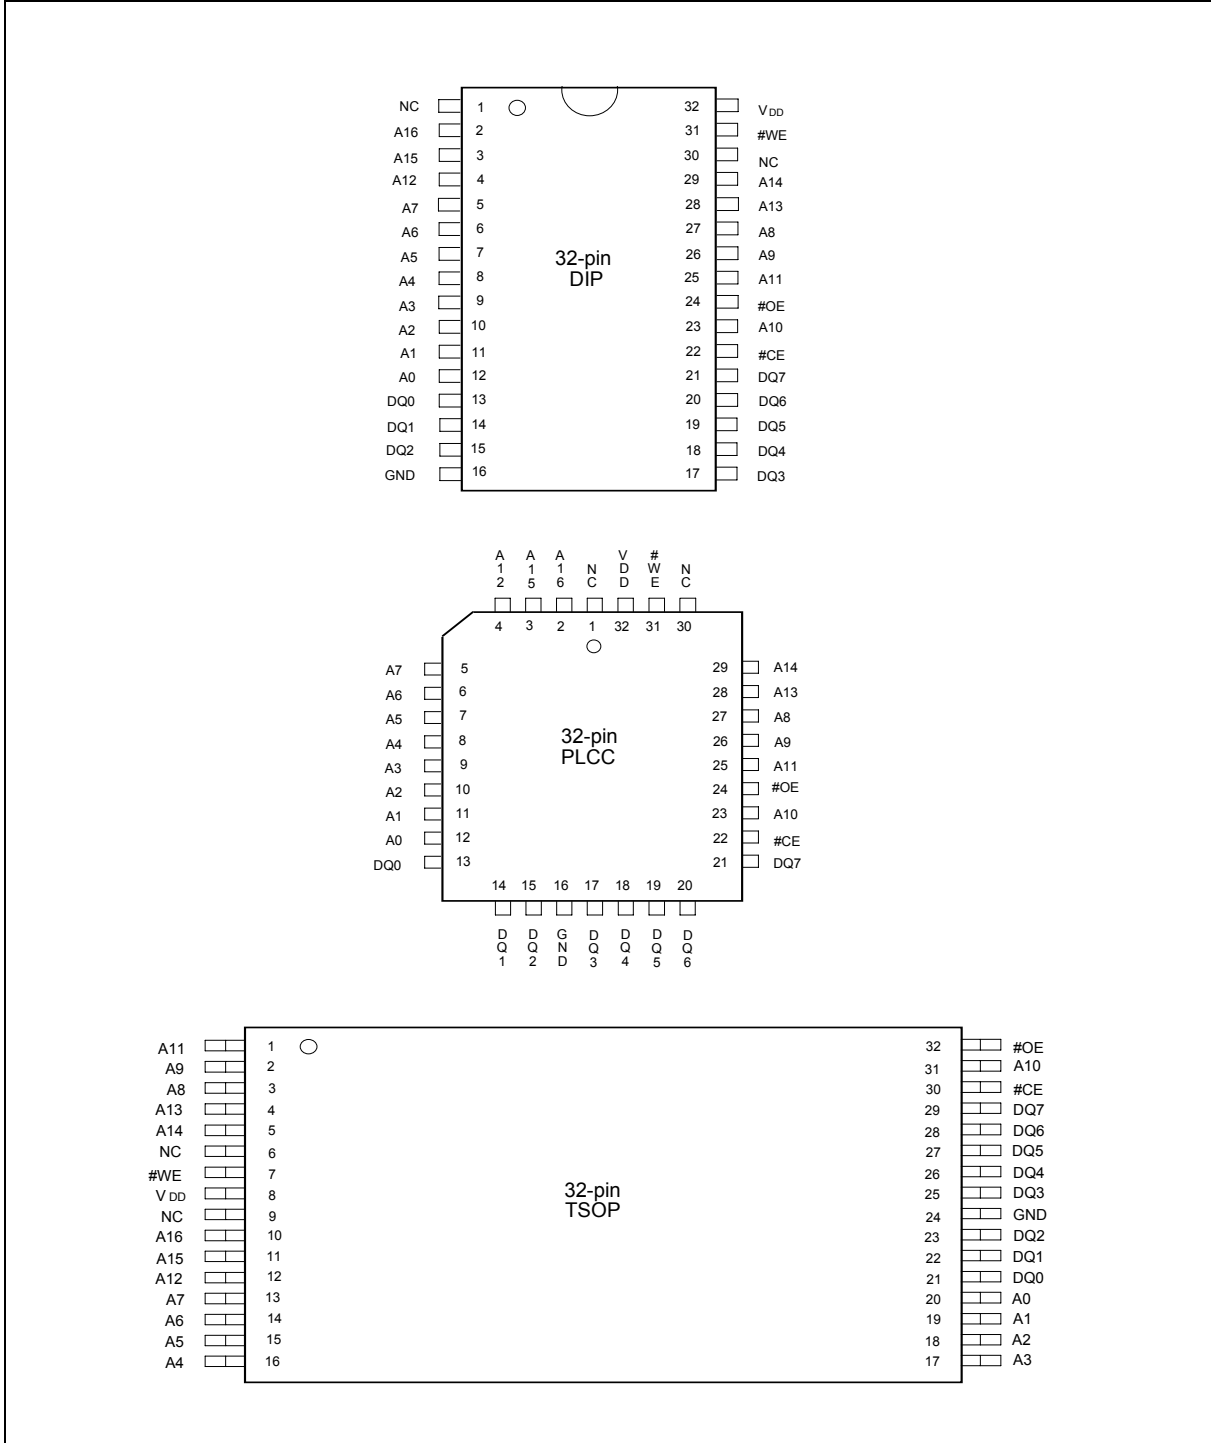 NC 1 32 VDD
A16 2 31 #WE
A15 3 30 NC
A12 4 29 A14
A7 5 28 A13
A6 6 27 A8
A5 7 26 A9
A4 8 25 A11
A3 9 24 #OE
A2 10 23 A10
A1 11 22 #CE
A0 12 21 DQ7
DQ0 13 20 DQ6
DQ1 14 19 DQ5
DQ2 15 18 DQ4
GND 16 17 DQ3
32-pin
DIP
A12 A15 A16 NC VDD #WE NC
4 3 2 1 32 31 30
A7 5 29 A14
A6 6 28 A13
A5 7 27 A8
A4 8 26 A9
A3 9 25 A11
A2 10 24 #OE
A1 11 23 A10
A0 12 22 #CE
DQ0 13 21 DQ7
32-pin
PLCC
14 15 16 17 18 19 20
DQ1 DQ2 GND DQ3 DQ4 DQ5 DQ6
A11 1 32 #OE
A9 2 31 A10
A8 3 30 #CE
A13 4 29 DQ7
A14 5 28 DQ6
NC 6 27 DQ5
#WE 7 26 DQ4
VDD 8 25 DQ3
NC 9 24 GND
A16 10 23 DQ2
A15 11 22 DQ1
A12 12 21 DQ0
A7 13 20 A0
A6 14 19 A1
A5 15 18 A2
A4 16 17 A3
32-pin
TSOP